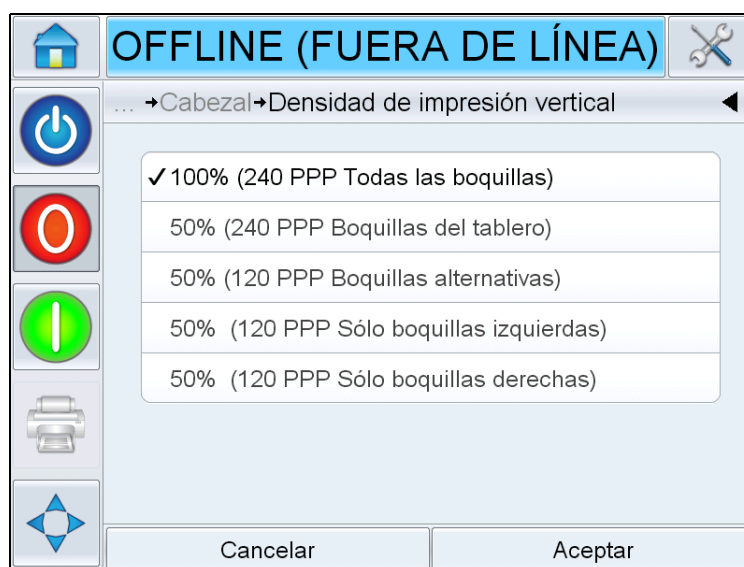 OFFLINE (FUERA DE LÍNEA)
... →Cabezal→Densidad de impresión vertical
✓100% (240 PPP Todas las boquillas)
50% (240 PPP Boquillas del tablero)
50% (120 PPP Boquillas alternativas)
50% (120 PPP Sólo boquillas izquierdas)
50% (120 PPP Sólo boquillas derechas)
Cancelar
Aceptar